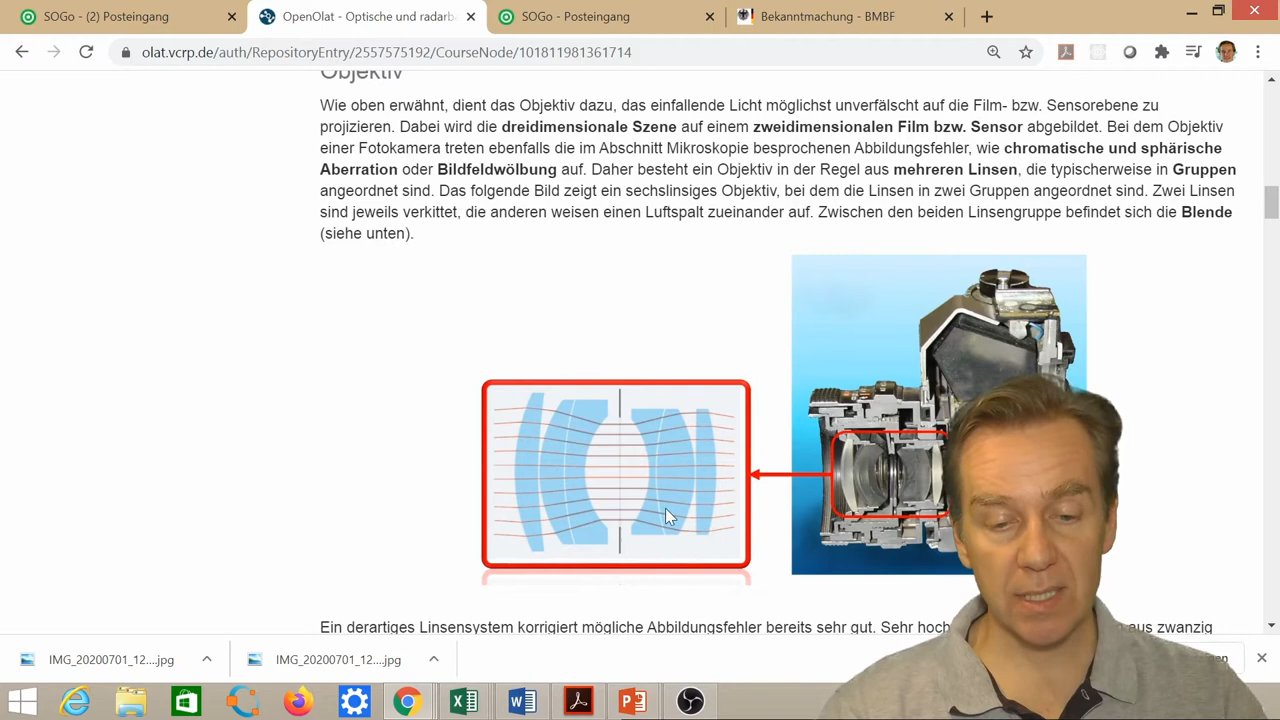 SOGo - (2) Posteingang
OpenOlat - Optische und radarba
SOGo - Posteingang
Bekanntmachung - BMBF
olat.vcrp.de/auth/RepositoryEntry/2557575192/CourseNode/101811981361714
Objektiv
Wie oben erwähnt, dient das Objektiv dazu, das einfallende Licht möglichst unverfälscht auf die Film- bzw. Sensorebene zu
projizieren. Dabei wird die dreidimensionale Szene auf einem zweidimensionalen Film bzw. Sensor abgebildet. Bei dem Objektiv
einer Fotokamera treten ebenfalls die im Abschnitt Mikroskopie besprochenen Abbildungsfehler, wie chromatische und sphärische
Aberration oder Bildfeldwölbung auf. Daher besteht ein Objektiv in der Regel aus mehreren Linsen, die typischerweise in Gruppen
angeordnet sind. Das folgende Bild zeigt ein sechslinsiges Objektiv, bei dem die Linsen in zwei Gruppen angeordnet sind. Zwei Linsen
sind jeweils verkittet, die anderen weisen einen Luftspalt zueinander auf. Zwischen den beiden Linsengruppe befindet sich die Blende
(siehe unten).
Ein derartiges Linsensystem korrigiert mögliche Abbildungsfehler bereits sehr gut. Sehr hoch aus zwanzig
IMG_20200701_12....jpg
IMG_20200701_12....jpg